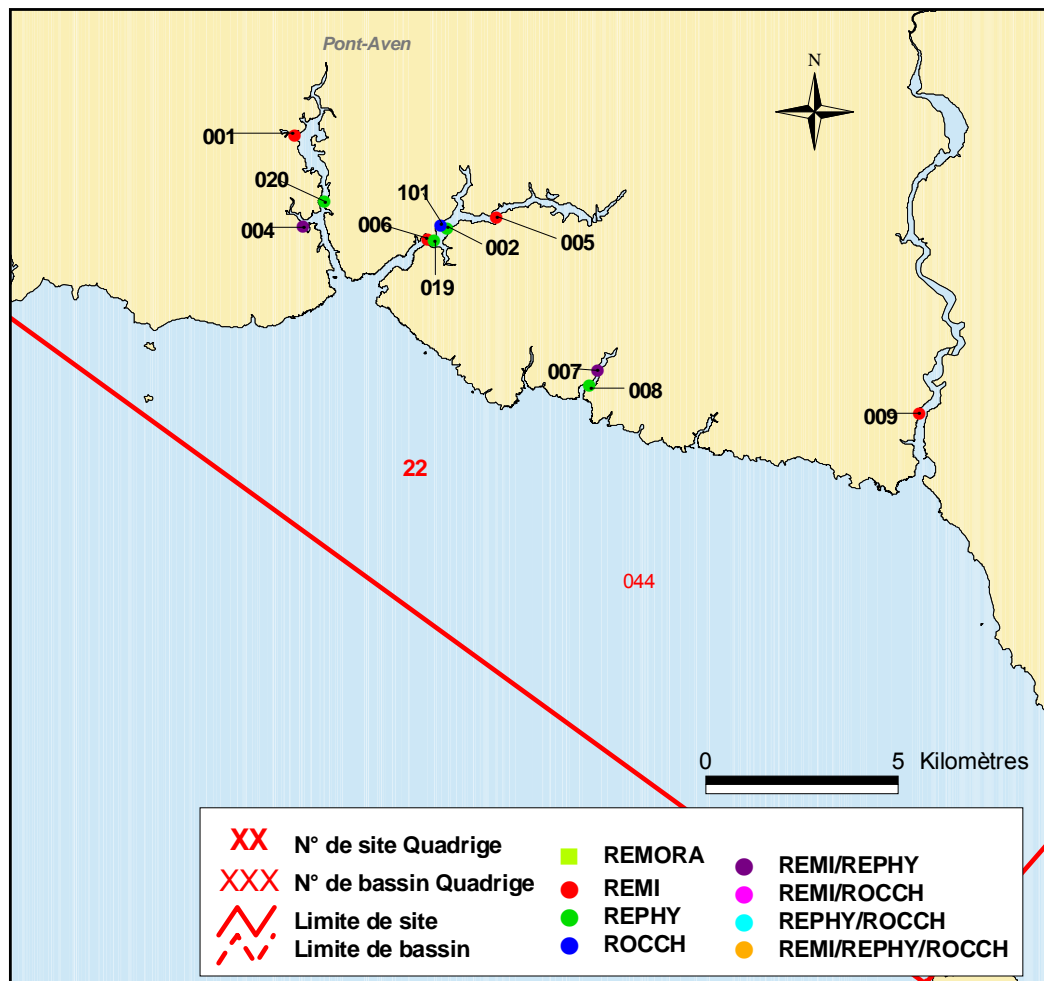 Pont-Aven
N
001
020
101
004
006
002
005
019
007
008
009
22
044
0 5 Kilomètres
XX N° de site Quadrige
XXX N° de bassin Quadrige
Limite de site
Limite de bassin
REMORA
REMI
REPHY
ROCCH
REMI/REPHY
REMI/ROCCH
REPHY/ROCCH
REMI/REPHY/ROCCH